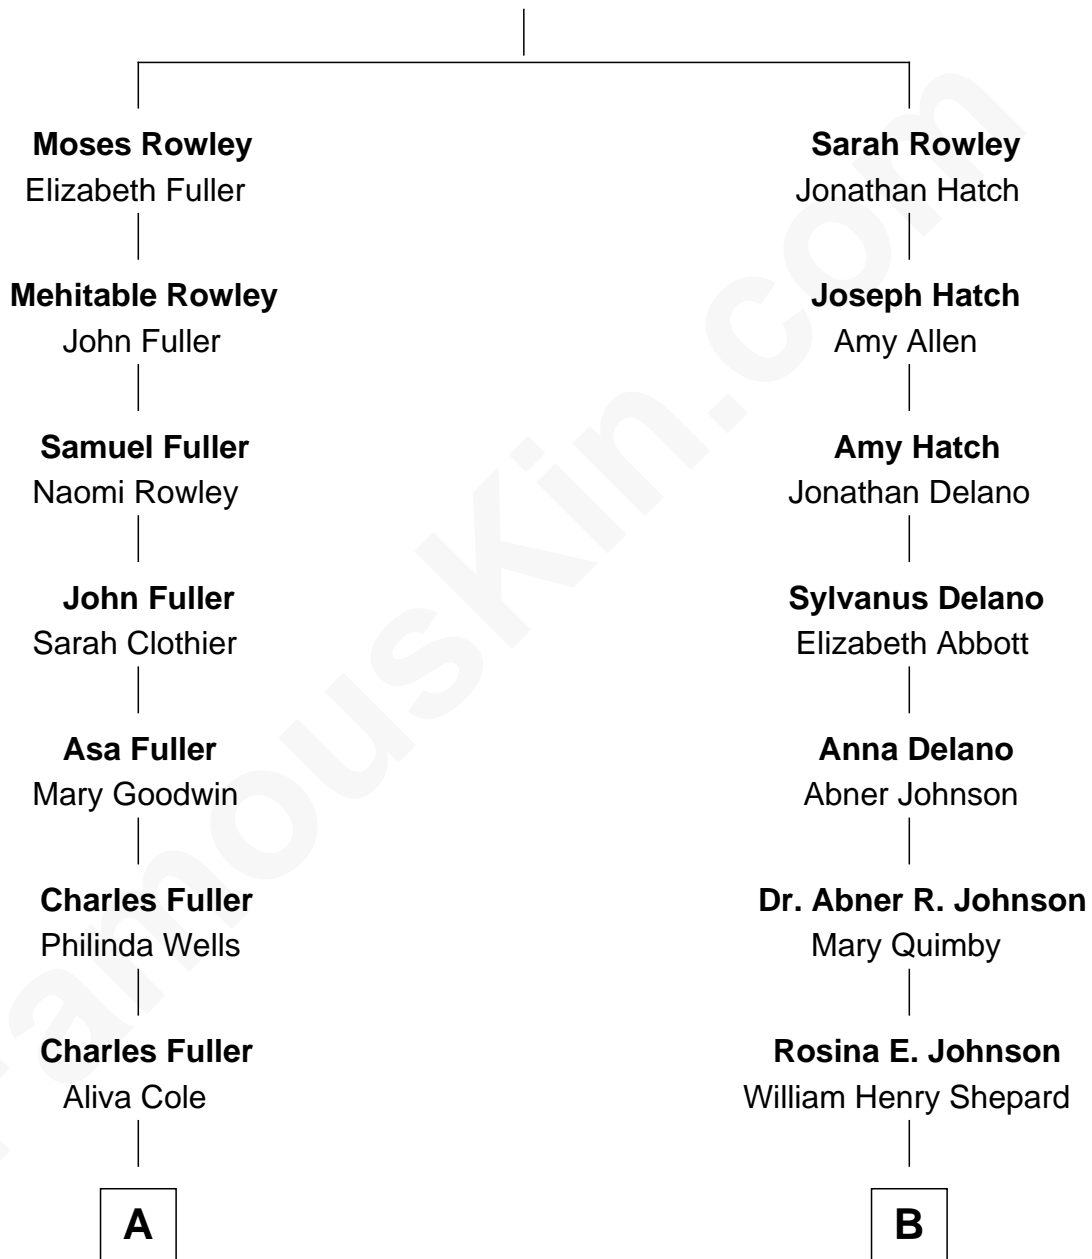 Moses Rowley
Elizabeth Fuller
Mehitable Rowley
John Fuller
Samuel Fuller
Naomi Rowley
John Fuller
Sarah Clothier
Asa Fuller
Mary Goodwin
Charles Fuller
Philinda Wells
Charles Fuller
Aliva Cole
A
Sarah Rowley
Jonathan Hatch
Joseph Hatch
Amy Allen
Amy Hatch
Jonathan Delano
Sylvanus Delano
Elizabeth Abbott
Anna Delano
Abner Johnson
Dr. Abner R. Johnson
Mary Quimby
Rosina E. Johnson
William Henry Shepard
B
FamousKin.com